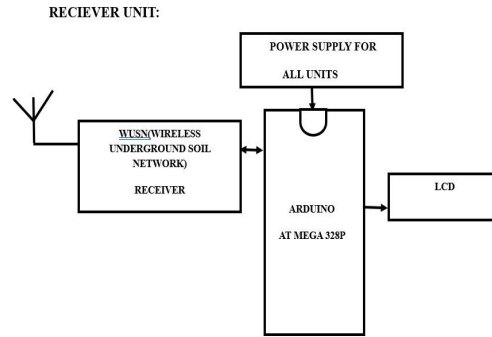 RECIEVER UNIT:
POWER SUPPLY FOR
ALL UNITS
WUSN(WIRELESS
UNDERGROUND SOIL
NETWORK)
RECEIVER
ARDUINO
AT MEGA 328P
LCD